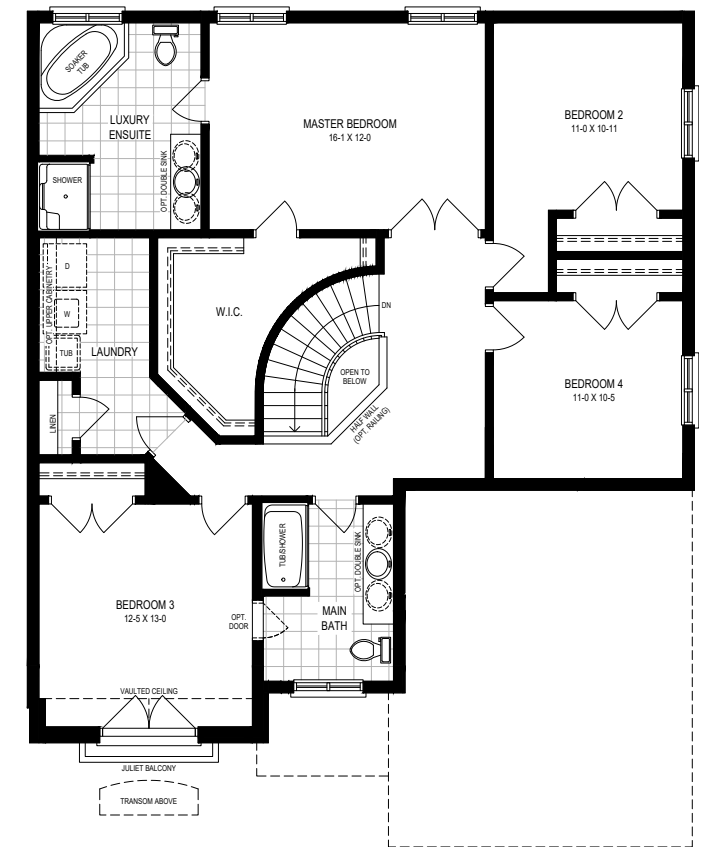 SOAKER
TUB
LUXURY
ENSUITE
MASTER BEDROOM
16-1 X 12-0
BEDROOM 2
11-0 X 10-11
SHOWER
OPT. DOUBLE SINK
D
W
TUB
OPT. UPPER CABINETRY
LAUNDRY
W.I.C.
DN
OPEN TO
BELOW
HALF WALL
(OPT. RAILING)
BEDROOM 4
11-0 X 10-5
LINEN
TUB/SHOWER
OPT. DOUBLE SINK
BEDROOM 3
12-5 X 13-0
OPT.
DOOR
MAIN
BATH
VAULTED CEILING
JULIET BALCONY
TRANSOM ABOVE